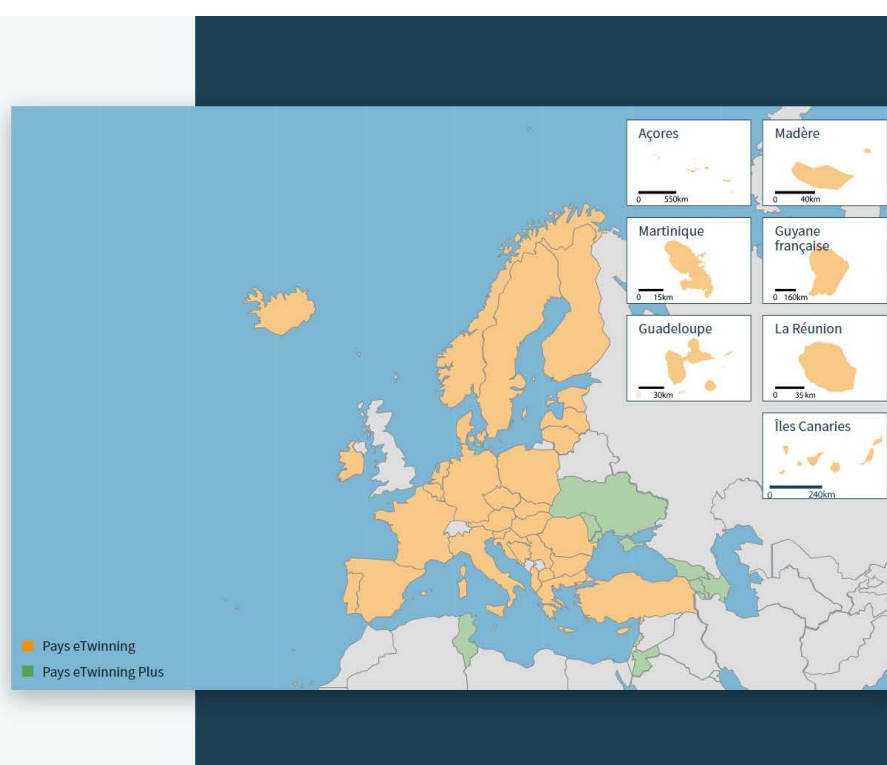 Açores
0 550km
Madère
0 40km
Martinique
0 15km
Guyane
française
0 160km
Guadeloupe
30km
La Réunion
0 35 km
Îles Canaries
0 240km
Pays eTwinning
Pays eTwinning Plus